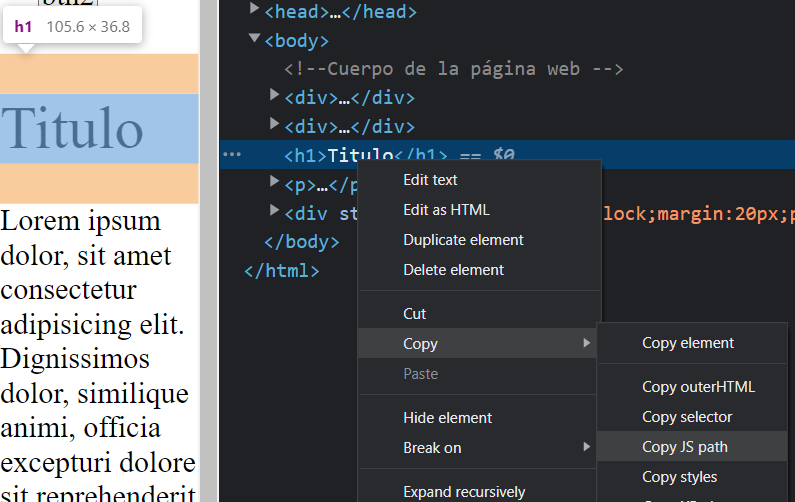 h1 105.6 × 36.8
Titulo
Lorem ipsum
dolor, sit amet
consectetur
adipisicing elit.
Dignissimos
dolor, similique
animi, officia
excepturi dolore
sit reprehenderit
<head>…</head>
<body>
<!--Cuerpo de la página web -->
<div>…</div>
<div>…</div>
<h1>Titulo</h1> == $0
<p>…</p
<div st lock;margin:20px;p
</body>
</html>
Edit text
Edit as HTML
Duplicate element
Delete element
Cut
Copy
Paste
Hide element
Break on
Expand recursively
Copy element
Copy outerHTML
Copy selector
Copy JS path
Copy styles